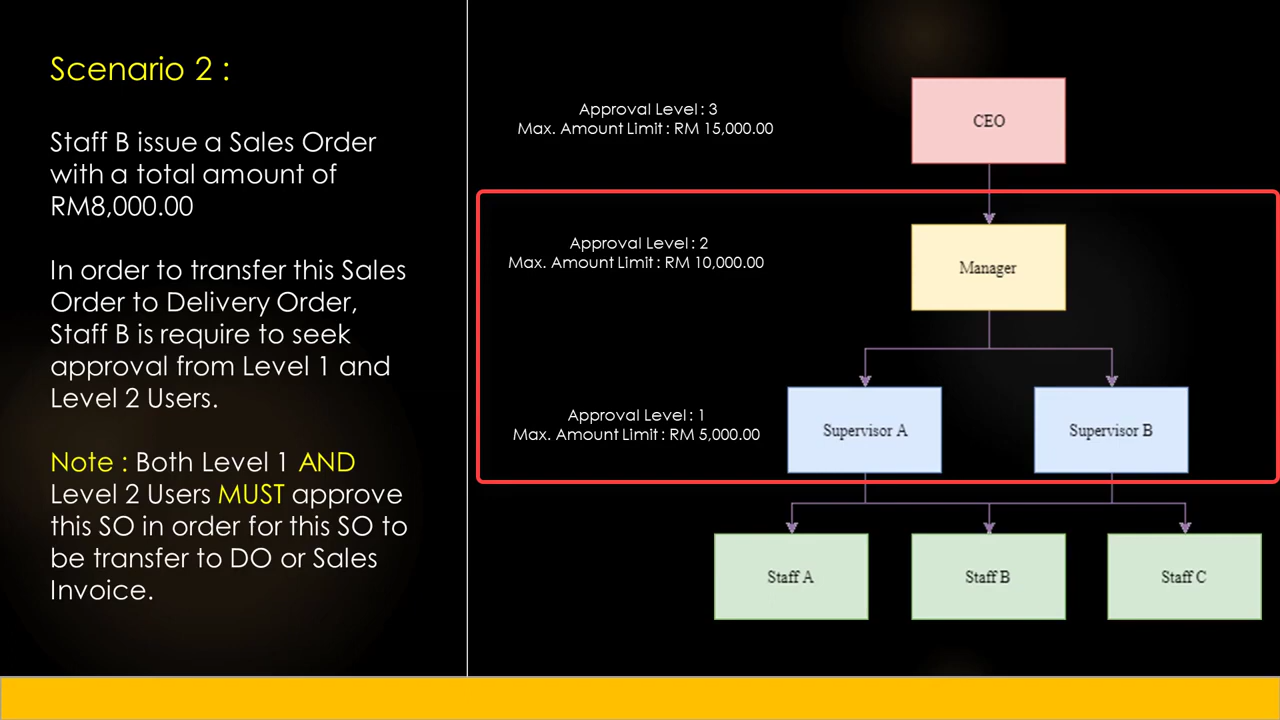 Scenario 2 :
Staff B issue a Sales Order
with a total amount of
RM8,000.00
In order to transfer this Sales
Order to Delivery Order,
Staff B is require to seek
approval from Level 1 and
Level 2 Users.
Note : Both Level 1 AND
Level 2 Users MUST approve
this SO in order for this SO to
be transfer to DO or Sales
Invoice.
Approval Level : 3
Max. Amount Limit : RM 15,000.00
CEO
Approval Level : 2
Max. Amount Limit : RM 10,000.00
Manager
Approval Level : 1
Max. Amount Limit : RM 5,000.00
Supervisor A
Supervisor B
Staff A
Staff B
Staff C